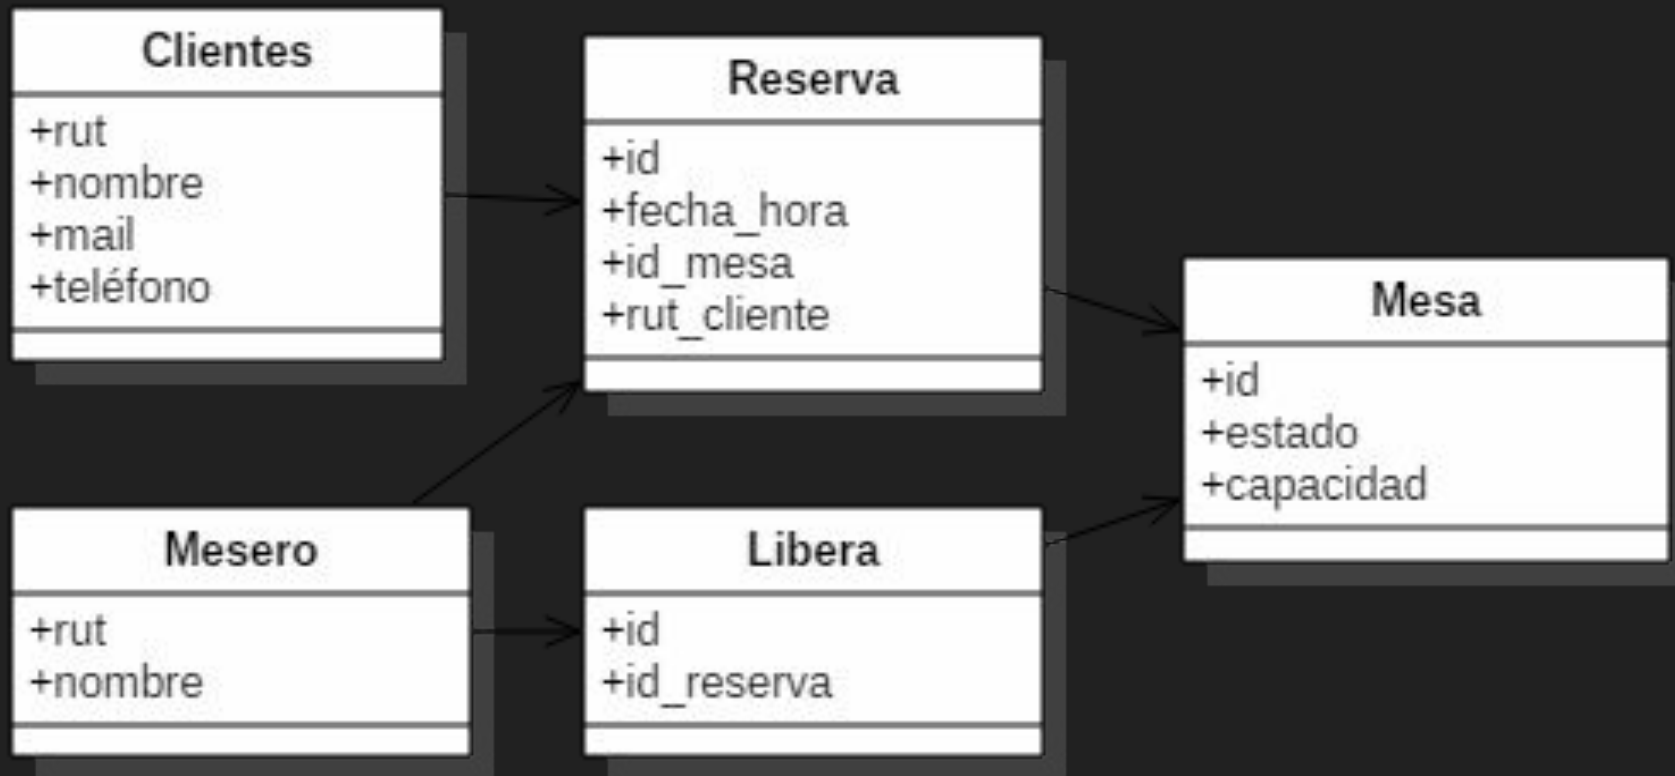 Clientes
+rut
+nombre
+mail
+teléfono
Reserva
+id
+fecha_hora
+id_mesa
+rut_cliente
Mesa
+id
+estado
+capacidad
Mesero
+rut
+nombre
Libera
+id
+id_reserva